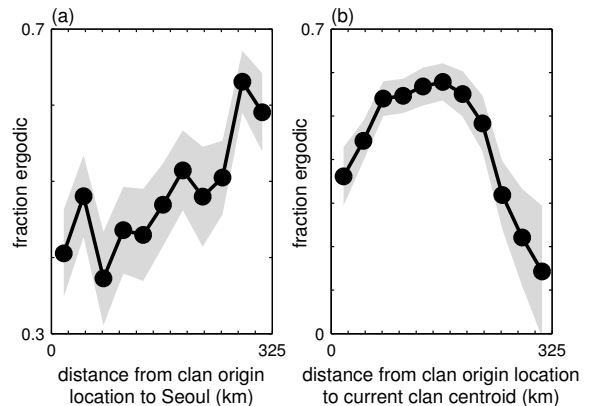 (a)
0.7
fraction ergodic
0.3
0
325
distance from clan origin
location to Seoul (km)
(b)
0.7
fraction ergodic
0
0
325
distance from clan origin location
to current clan centroid (km)